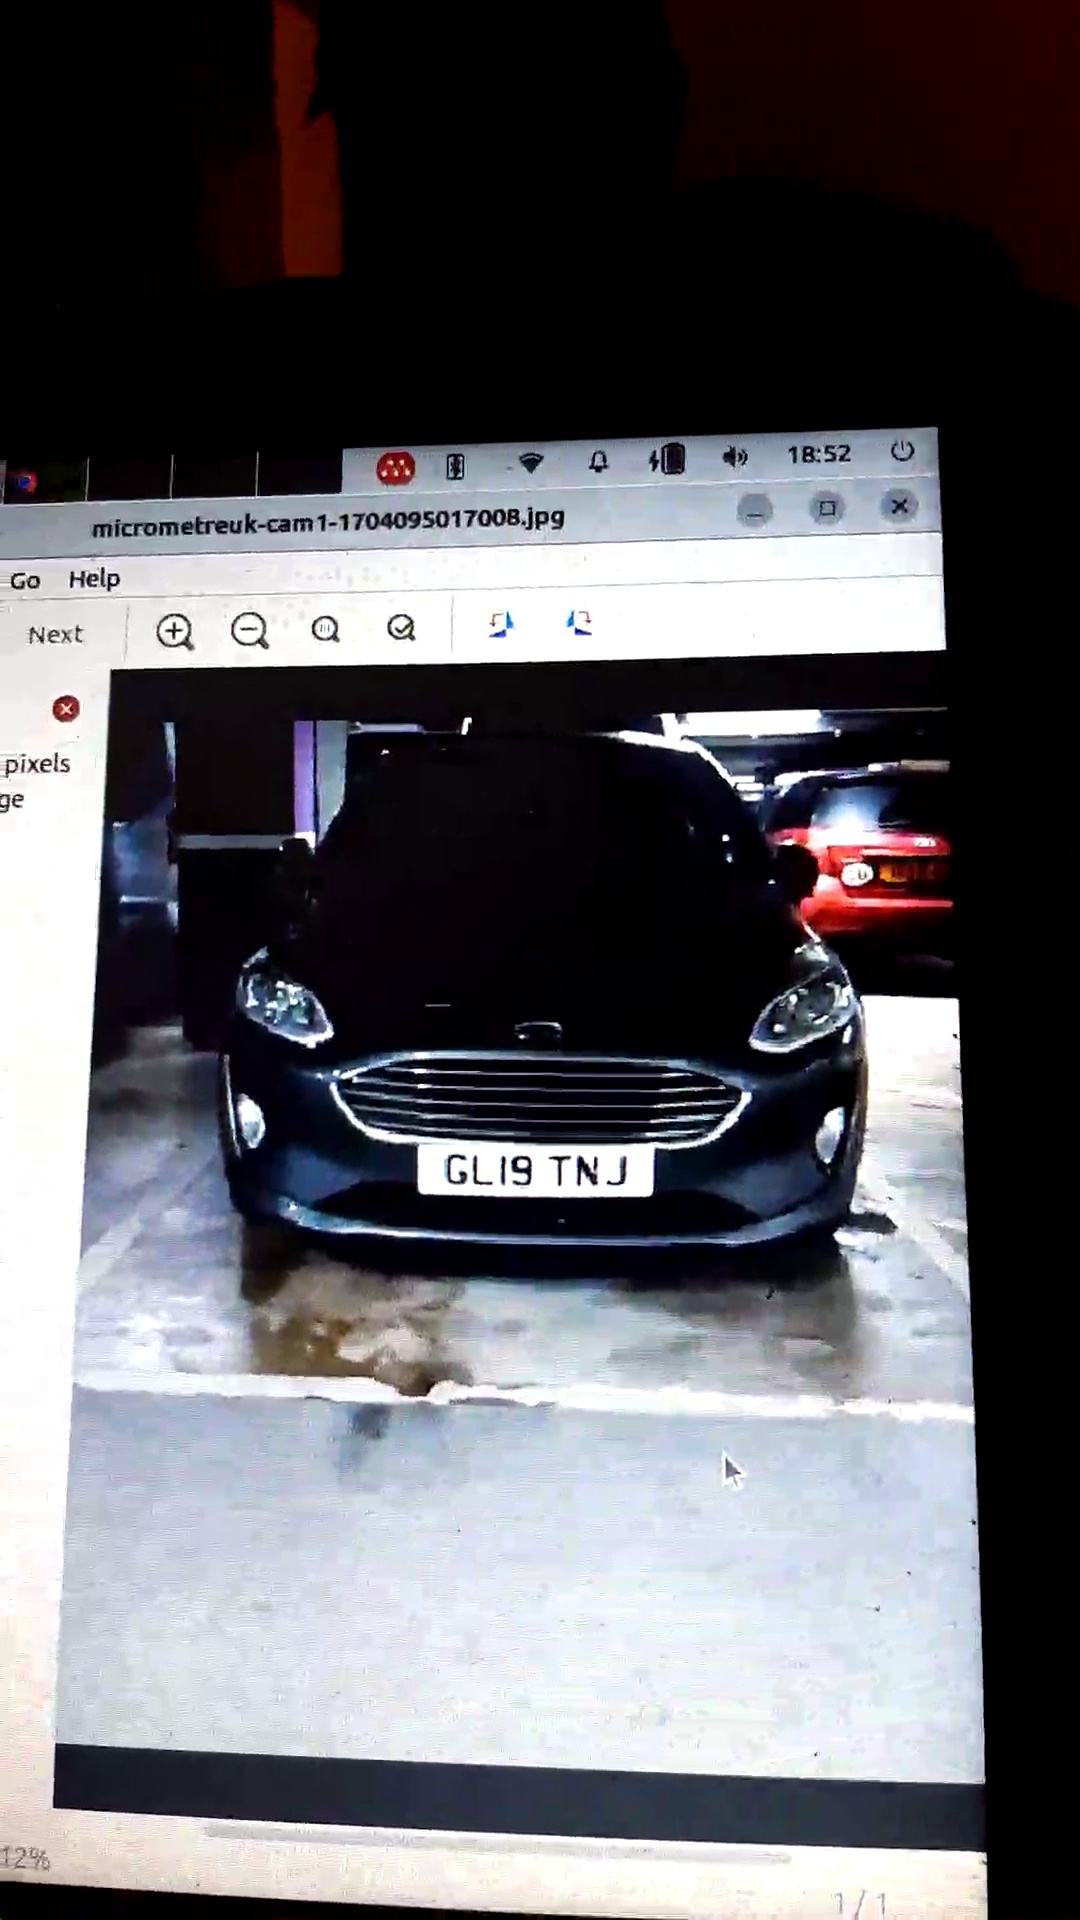 18:52
micrometreuk-cam1-1704095017008.jpg
Go Help
Next
pixels
ge
GL19 TNJ
12%
1/1